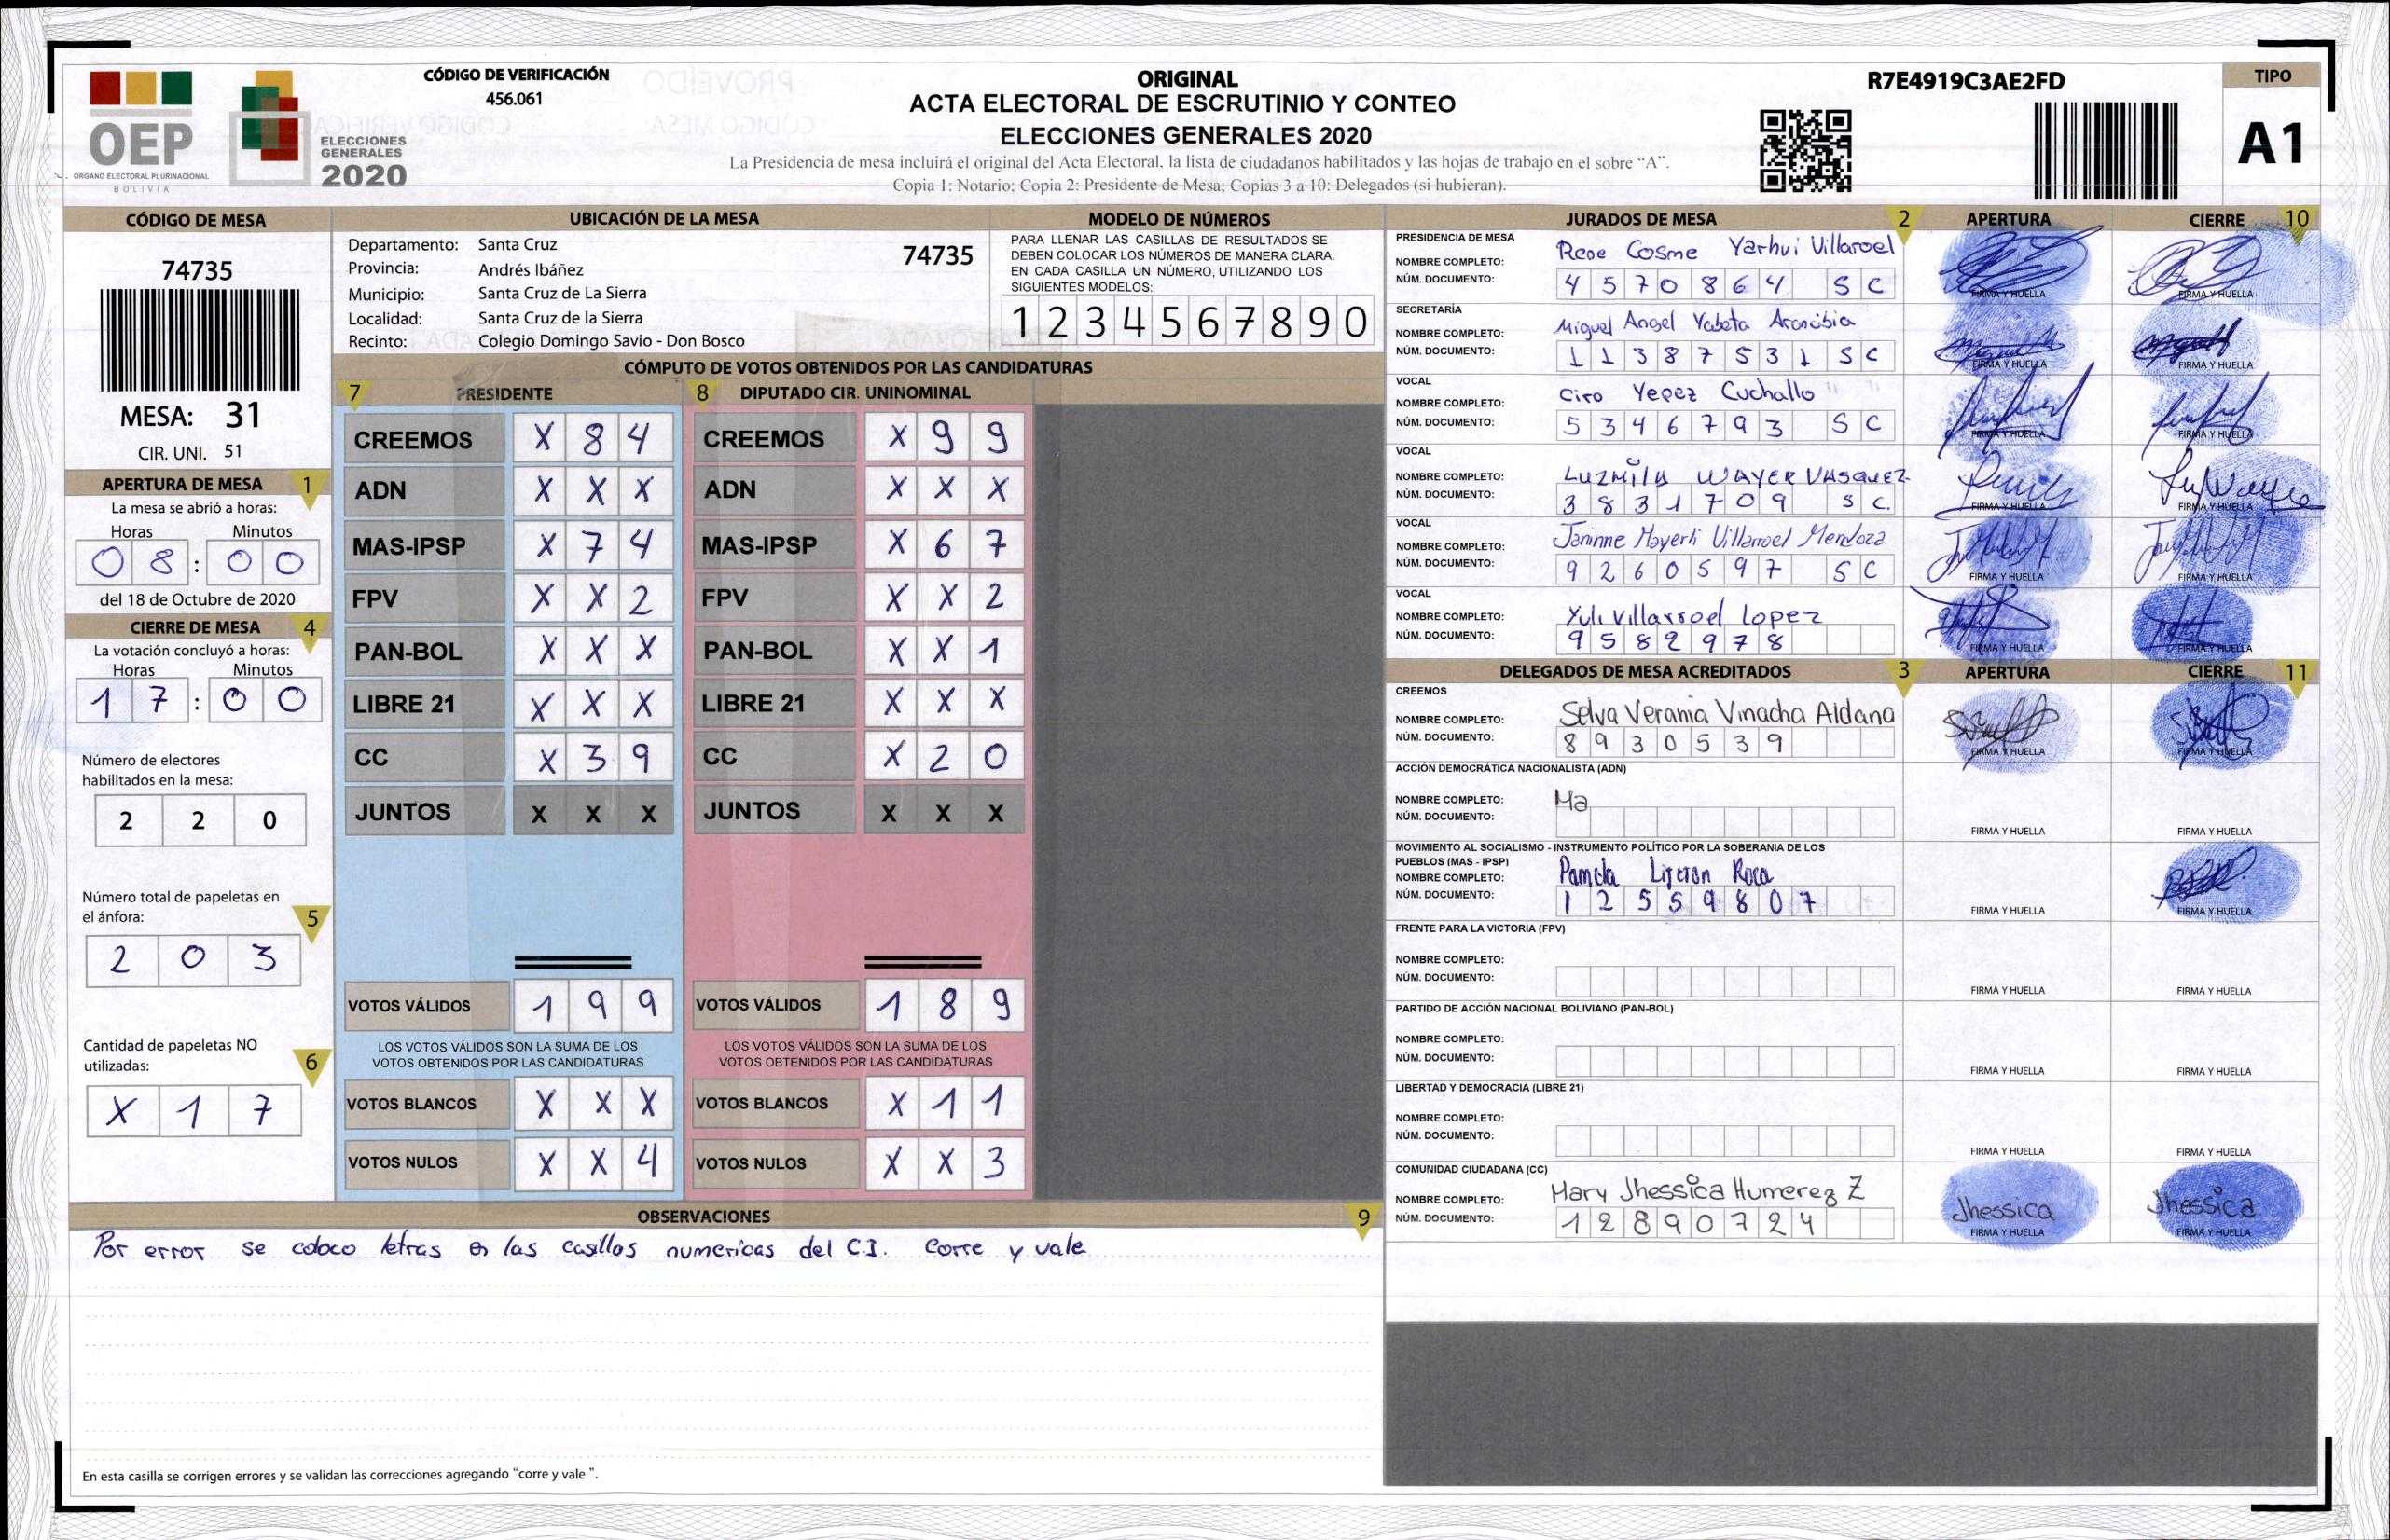 OEP
ÓRGANO ELECTORAL PLURINACIONAL
BOLIVIA
ELECCIONES
GENERALES
2020
CÓDIGO DE VERIFICACIÓN
456.061
ORIGINAL
ACTA ELECTORAL DE ESCRUTINIO Y CONTEO
ELECCIONES GENERALES 2020
La Presidencia de mesa incluirá el original del Acta Electoral, la lista de ciudadanos habilitados y las hojas de trabajo en el sobre "A".
Copia 1: Notario; Copia 2: Presidente de Mesa; Copias 3 a 10: Delegados (si hubieran).
R7E4919C3AE2FD
TIPO
A1
CÓDIGO DE MESA
74735
MESA: 31
CIR. UNI. 51
APERTURA DE MESA 1
La mesa se abrió a horas:
Horas Minutos
08:00
del 18 de Octubre de 2020
CIERRE DE MESA 4
La votación concluyó a horas:
Horas Minutos
17:00
Número de electores
habilitados en la mesa:
2 2 0
Número total de papeletas en
el ánfora: 5
2 0 3
Cantidad de papeletas NO
utilizadas: 6
X 1 7
UBICACIÓN DE LA MESA
Departamento: Santa Cruz 74735
Provincia: Andrés Ibáñez
Municipio: Santa Cruz de La Sierra
Localidad: Santa Cruz de la Sierra
Recinto: Colegio Domingo Savio - Don Bosco
MODELO DE NÚMEROS
PARA LLENAR LAS CASILLAS DE RESULTADOS SE
DEBEN COLOCAR LOS NÚMEROS DE MANERA CLARA.
EN CADA CASILLA UN NÚMERO, UTILIZANDO LOS
SIGUIENTES MODELOS:
1 2 3 4 5 6 7 8 9 0
CÓMPUTO DE VOTOS OBTENIDOS POR LAS CANDIDATURAS
7 PRESIDENTE
CREEMOS X 8 4
ADN X X X
MAS-IPSP X 7 4
FPV X X 2
PAN-BOL X X X
LIBRE 21 X X X
CC X 3 9
JUNTOS X X X
VOTOS VÁLIDOS 1 9 9
LOS VOTOS VÁLIDOS SON LA SUMA DE LOS
VOTOS OBTENIDOS POR LAS CANDIDATURAS
VOTOS BLANCOS X X X
VOTOS NULOS X X 4
8 DIPUTADO CIR. UNINOMINAL
CREEMOS X 9 9
ADN X X X
MAS-IPSP X 6 7
FPV X X 2
PAN-BOL X X 1
LIBRE 21 X X X
CC X 2 0
JUNTOS X X X
VOTOS VÁLIDOS 1 8 9
LOS VOTOS VÁLIDOS SON LA SUMA DE LOS
VOTOS OBTENIDOS POR LAS CANDIDATURAS
VOTOS BLANCOS X 1 1
VOTOS NULOS X X 3
OBSERVACIONES 9
Por error se coloco letras en las casillas numericas del C.I. Corre y vale
En esta casilla se corrigen errores y se validan las correcciones agregando "corre y vale ".
JURADOS DE MESA 2 APERTURA CIERRE 10
PRESIDENCIA DE MESA
NOMBRE COMPLETO: Rene Cosme Yarhui Villaroel
NÚM. DOCUMENTO: 4 5 7 0 8 6 4 S C
FIRMA Y HUELLA FIRMA Y HUELLA
SECRETARÍA
NOMBRE COMPLETO: Miguel Angel Yabeta Arancibia
NÚM. DOCUMENTO: 1 1 3 8 7 5 3 1 S C
FIRMA Y HUELLA FIRMA Y HUELLA
VOCAL
NOMBRE COMPLETO: Ciro Yepez Cuchallo
NÚM. DOCUMENTO: 5 3 4 6 7 9 3 S C
FIRMA Y HUELLA FIRMA Y HUELLA
VOCAL
NOMBRE COMPLETO: LUZMILA WAYER VASQUEZ
NÚM. DOCUMENTO: 3 8 3 1 7 0 9 S C.
FIRMA Y HUELLA FIRMA Y HUELLA
VOCAL
NOMBRE COMPLETO: Janinne Mayerli Villarroel Mendoza
NÚM. DOCUMENTO: 9 2 6 0 5 9 7 S C
FIRMA Y HUELLA FIRMA Y HUELLA
VOCAL
NOMBRE COMPLETO: Yuli Villarroel Lopez
NÚM. DOCUMENTO: 9 5 8 2 9 7 8
FIRMA Y HUELLA FIRMA Y HUELLA
DELEGADOS DE MESA ACREDITADOS 3 APERTURA CIERRE 11
CREEMOS
NOMBRE COMPLETO: Selva Verania Vinacha Aldana
NÚM. DOCUMENTO: 8 9 3 0 5 3 9
FIRMA Y HUELLA FIRMA Y HUELLA
ACCIÓN DEMOCRÁTICA NACIONALISTA (ADN)
NOMBRE COMPLETO: Ma
NÚM. DOCUMENTO:
FIRMA Y HUELLA FIRMA Y HUELLA
MOVIMIENTO AL SOCIALISMO - INSTRUMENTO POLÍTICO POR LA SOBERANIA DE LOS
PUEBLOS (MAS - IPSP)
NOMBRE COMPLETO: Pamela Ligeron Roca
NÚM. DOCUMENTO: 1 2 5 5 9 8 0 7
FIRMA Y HUELLA FIRMA Y HUELLA
FRENTE PARA LA VICTORIA (FPV)
NOMBRE COMPLETO:
NÚM. DOCUMENTO:
FIRMA Y HUELLA FIRMA Y HUELLA
PARTIDO DE ACCIÓN NACIONAL BOLIVIANO (PAN-BOL)
NOMBRE COMPLETO:
NÚM. DOCUMENTO:
FIRMA Y HUELLA FIRMA Y HUELLA
LIBERTAD Y DEMOCRACIA (LIBRE 21)
NOMBRE COMPLETO:
NÚM. DOCUMENTO:
FIRMA Y HUELLA FIRMA Y HUELLA
COMUNIDAD CIUDADANA (CC)
NOMBRE COMPLETO: Mary Jhessica Humerez Z
NÚM. DOCUMENTO: 1 2 8 9 0 7 2 4
Jhessica Jhessica
FIRMA Y HUELLA FIRMA Y HUELLA